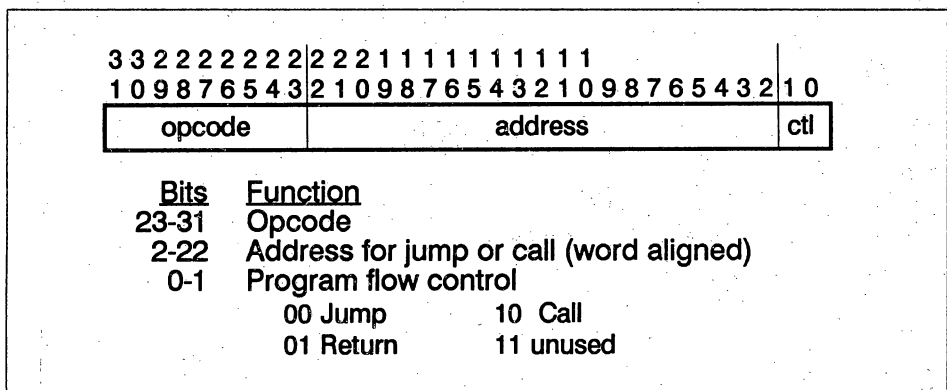 3 3 2 2 2 2 2 2 2 2 2 2 1 1 1 1 1 1 1 1 1 1
1 0 9 8 7 6 5 4 3 2 1 0 9 8 7 6 5 4 3 2 1 0 9 8 7 6 5 4 3 2 1 0
opcode address ctl
Bits Function
23-31 Opcode
2-22 Address for jump or call (word aligned)
0-1 Program flow control
00 Jump 10 Call
01 Return 11 unused